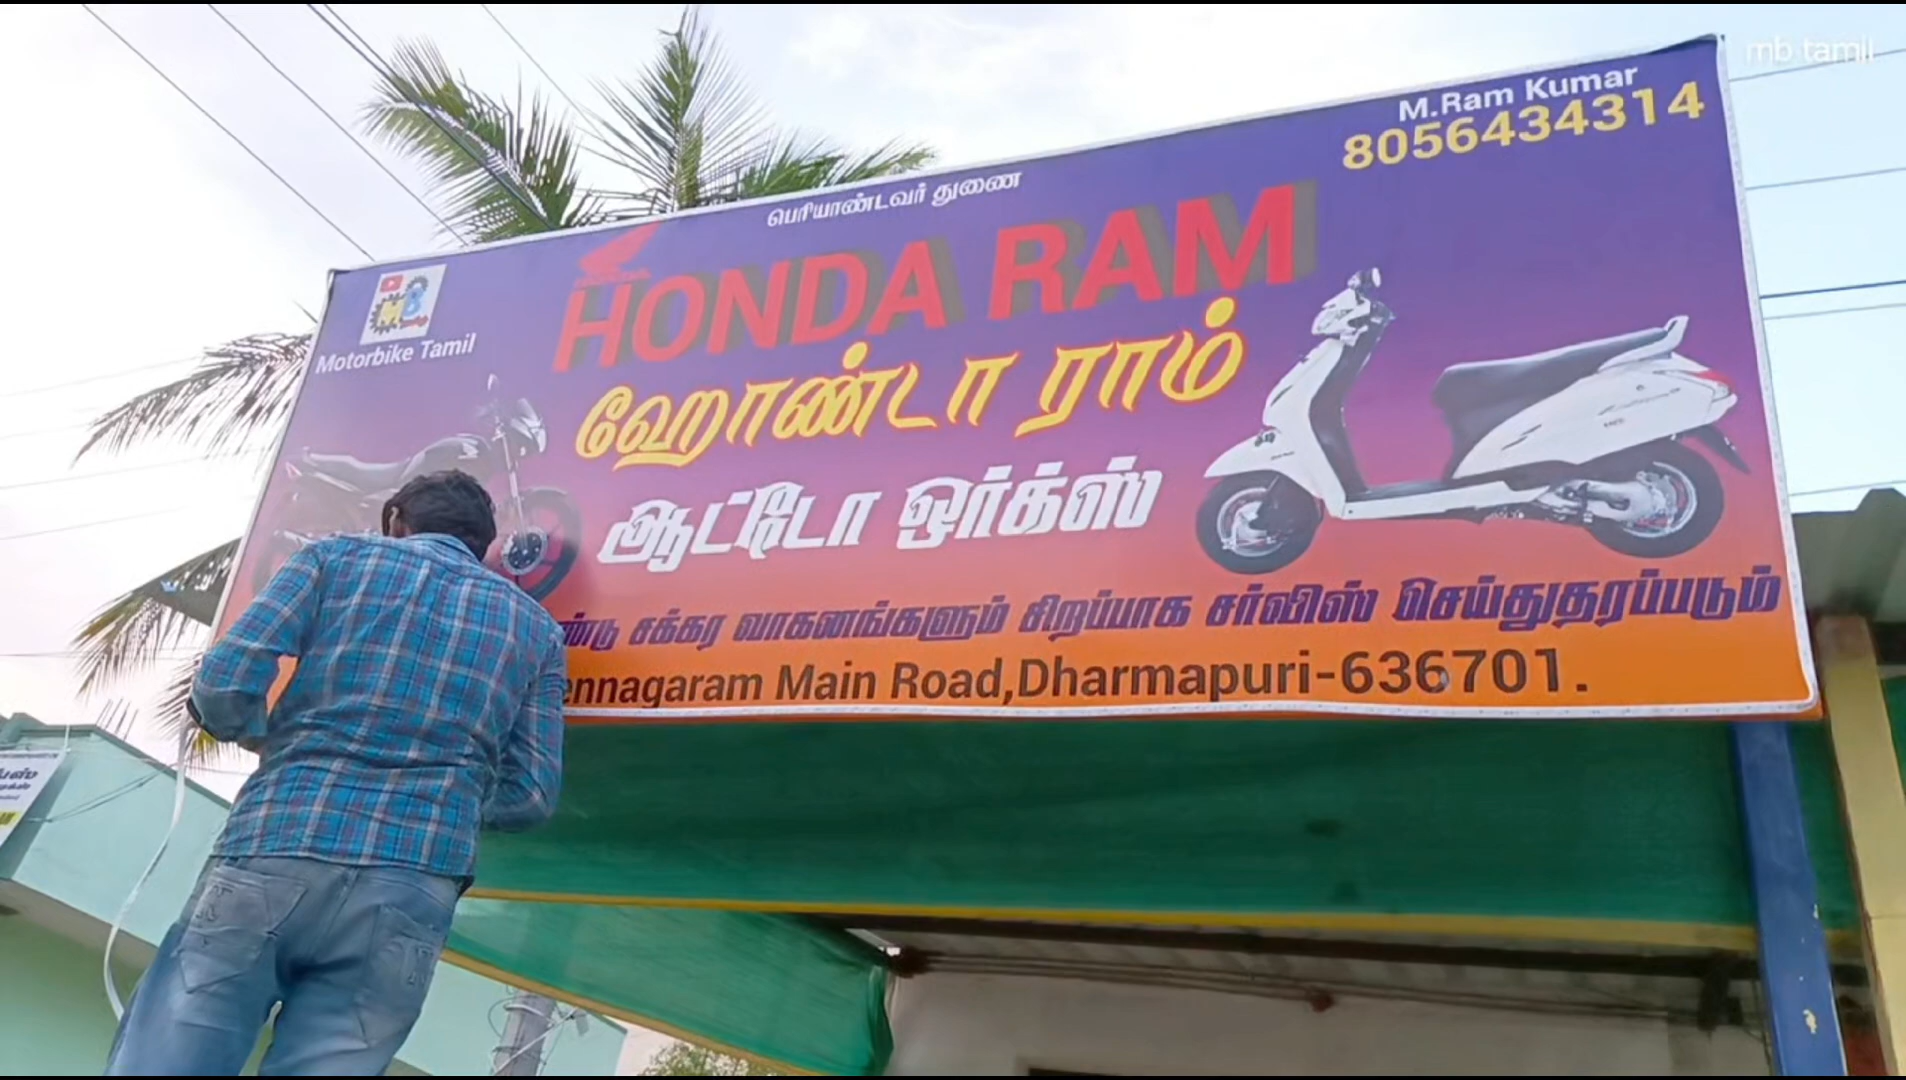 mb tamil
M.Ram Kumar
8056434314
பெரியாண்டவர் துணை
HONDA RAM
Motorbike Tamil
ஹோண்டா ராம்
ஆட்டோ ஒர்க்ஸ்
சக்கர வாகனங்களும் சிறப்பாக சர்விஸ் செய்துதரப்படும்
Main Road,Dharmapuri-636701.